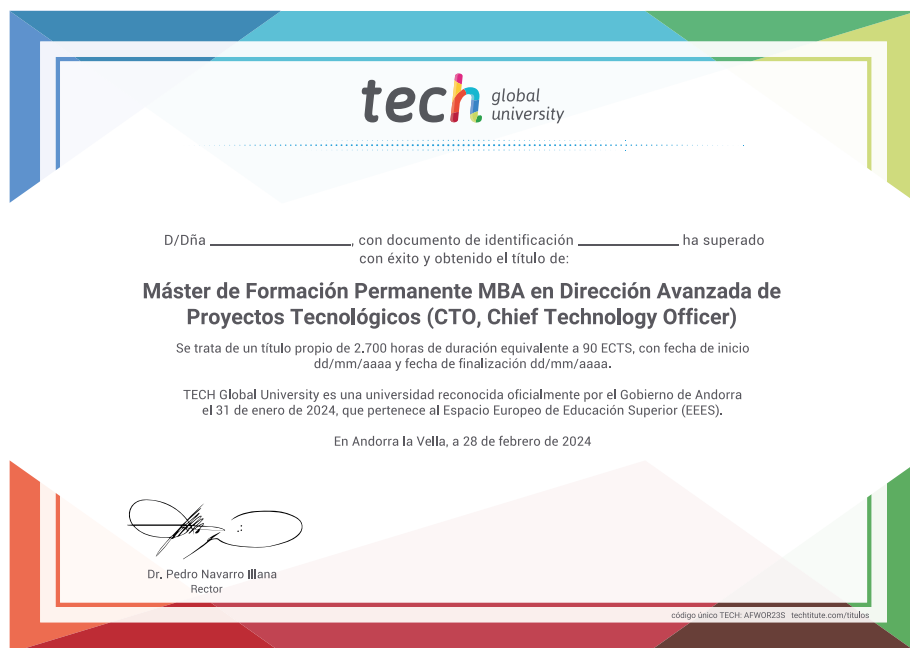 tech global university
D/Dña ________________, con documento de identificación ____________ ha superado
con éxito y obtenido el título de:
Máster de Formación Permanente MBA en Dirección Avanzada de
Proyectos Tecnológicos (CTO, Chief Technology Officer)
Se trata de un título propio de 2.700 horas de duración equivalente a 90 ECTS, con fecha de inicio
dd/mm/aaaa y fecha de finalización dd/mm/aaaa.
TECH Global University es una universidad reconocida oficialmente por el Gobierno de Andorra
el 31 de enero de 2024, que pertenece al Espacio Europeo de Educación Superior (EEES).
En Andorra la Vella, a 28 de febrero de 2024
Dr. Pedro Navarro Illana
Rector
código único TECH: AFWOR23S techtitute.com/titulos